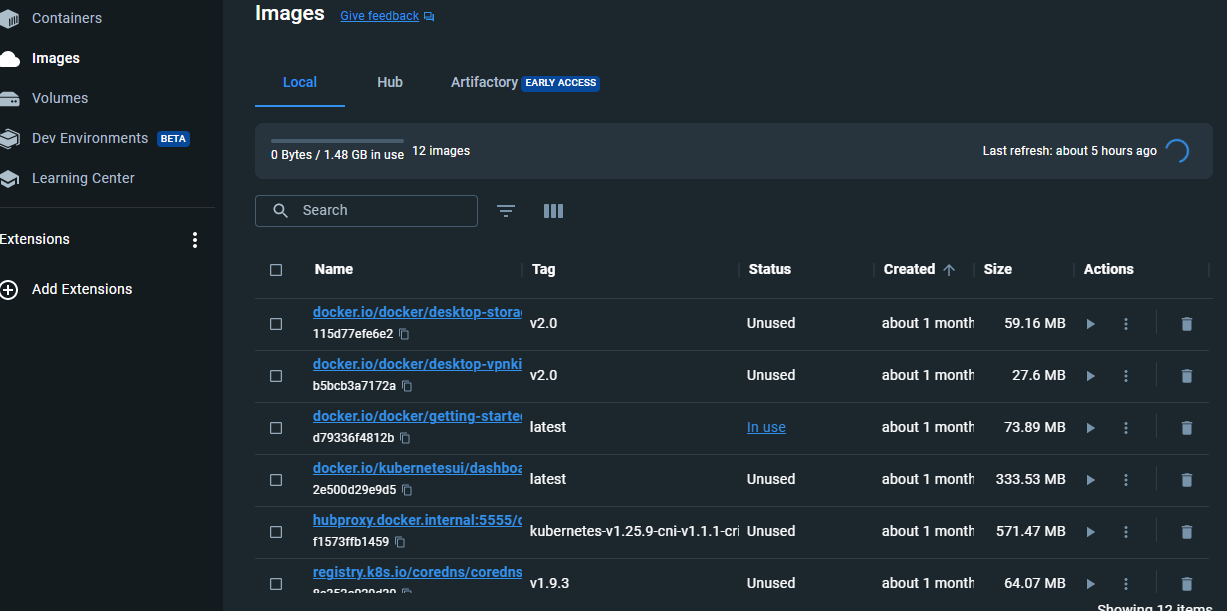 Containers
Images
Volumes
Dev Environments BETA
Learning Center
Extensions
Add Extensions
Images Give feedback
Local Hub Artifactory EARLY ACCESS
0 Bytes / 1.48 GB in use 12 images Last refresh: about 5 hours ago
Search
Name Tag Status Created Size Actions
docker.io/docker/desktop-stora
115d77efe6e2 v2.0 Unused about 1 month 59.16 MB
docker.io/docker/desktop-vpnki
b5bcb3a7172a v2.0 Unused about 1 month 27.6 MB
docker.io/docker/getting-starte
d79336f4812b latest In use about 1 month 73.89 MB
docker.io/kubernetesui/dashboa
2e500d29e9d5 latest Unused about 1 month 333.53 MB
hubproxy.docker.internal:5555/
f1573ffb1459 kubernetes-v1.25.9-cni-v1.1.1-cri Unused about 1 month 571.47 MB
registry.k8s.io/coredns/coredns
v1.9.3 Unused about 1 month 64.07 MB
Showing 12 items